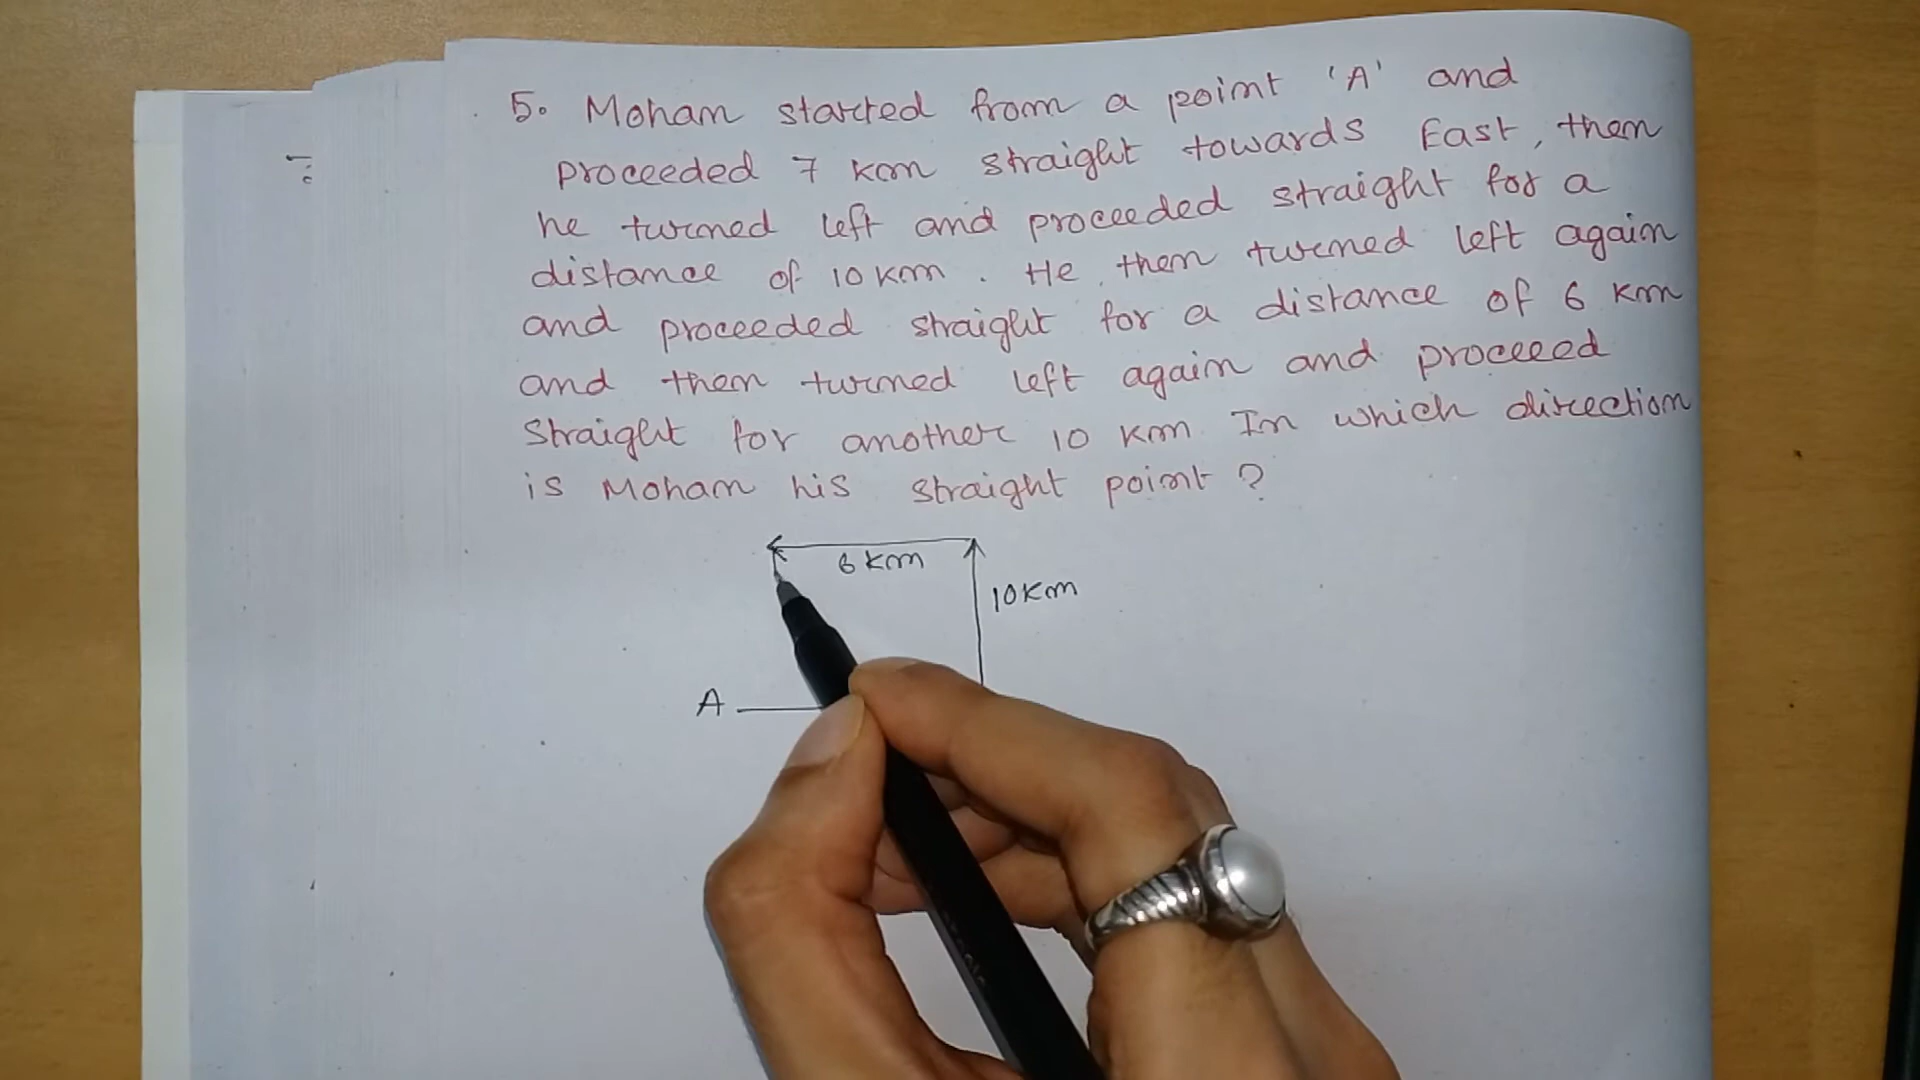 5. Mohan started from a point 'A' and
proceeded 7 km straight towards East, then
he turned left and proceeded straight for a
distance of 10 km. He then turned left again
and proceeded straight for a distance of 6 km
and then turned left again and proceeed
straight for another 10 km In which direction
is Mohan his straight point?
6 km
10 km
A